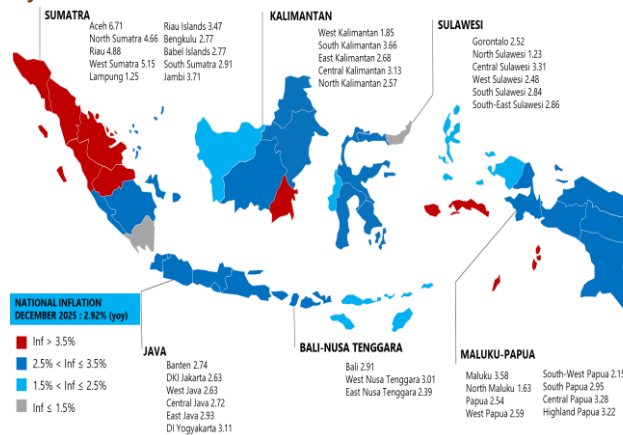 SUMATRA
Aceh 6.71
North Sumatra 4.66
Riau 4.88
West Sumatra 5.15
Lampung 1.25
Riau Islands 3.47
Bengkulu 2.77
Babel Islands 2.77
South Sumatra 2.91
Jambi 3.71
KALIMANTAN
West Kalimantan 1.85
South Kalimantan 3.66
East Kalimantan 2.68
Central Kalimantan 3.13
North Kalimantan 2.57
SULAWESI
Gorontalo 2.52
North Sulawesi 1.23
Central Sulawesi 3.31
West Sulawesi 2.48
South Sulawesi 2.84
South-East Sulawesi 2.86
NATIONAL INFLATION
DECEMBER 2025 : 2.92% (yoy)
Inf > 3.5%
2.5% < Inf ≤ 3.5%
1.5% < Inf ≤ 2.5%
Inf ≤ 1.5%
JAVA
Banten 2.74
DKI Jakarta 2.63
West Java 2.63
Central Java 2.72
East Java 2.93
DI Yogyakarta 3.11
BALI-NUSA TENGGARA
Bali 2.91
West Nusa Tenggara 3.01
East Nusa Tenggara 2.39
MALUKU-PAPUA
Maluku 3.58
North Maluku 1.63
Papua 2.54
West Papua 2.59
South-West Papua 2.15
South Papua 2.95
Central Papua 3.28
Highland Papua 3.22